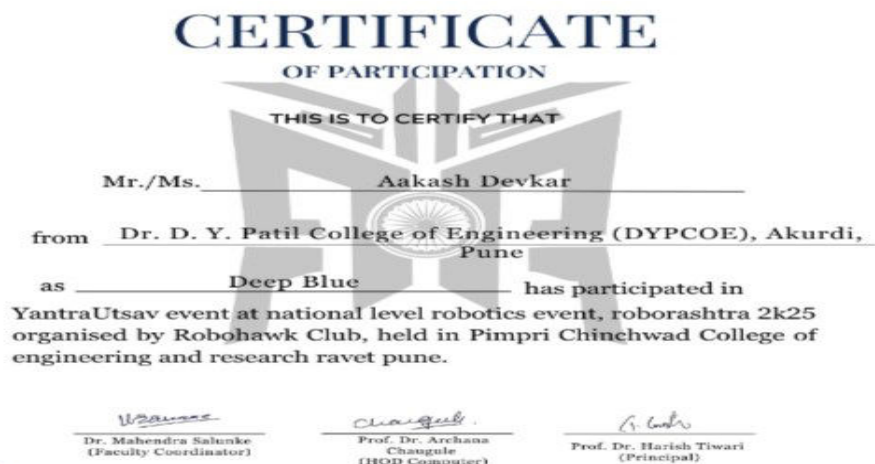 CERTIFICATE
OF PARTICIPATION
THIS IS TO CERTIFY THAT
Mr./Ms. Aakash Devkar
from Dr. D. Y. Patil College of Engineering (DYPCOE), Akurdi,
Pune
as Deep Blue has participated in
YantraUtsav event at national level robotics event, roborashtra 2k25
organised by Robohawk Club, held in Pimpri Chinchwad College of
engineering and research ravet pune.
Dr. Mahendra Salunke
(Faculty Coordinator)
Prof. Dr. Archana
Chaugule
(HOD Computer)
Prof. Dr. Harish Tiwari
(Principal)